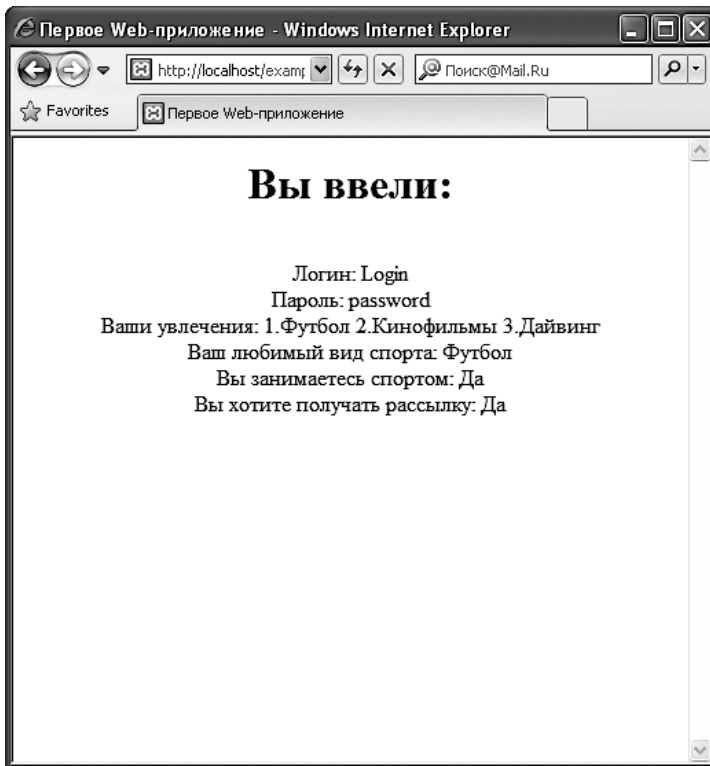 Первое Web-приложение - Windows Internet Explorer
http://localhost/examp
Поиск@Mail.Ru
Favorites
Первое Web-приложение
Вы ввели:
Логин: Login
Пароль: password
Ваши увлечения: 1.Футбол 2.Кинофильмы 3.Дайвинг
Ваш любимый вид спорта: Футбол
Вы занимаетесь спортом: Да
Вы хотите получать рассылку: Да